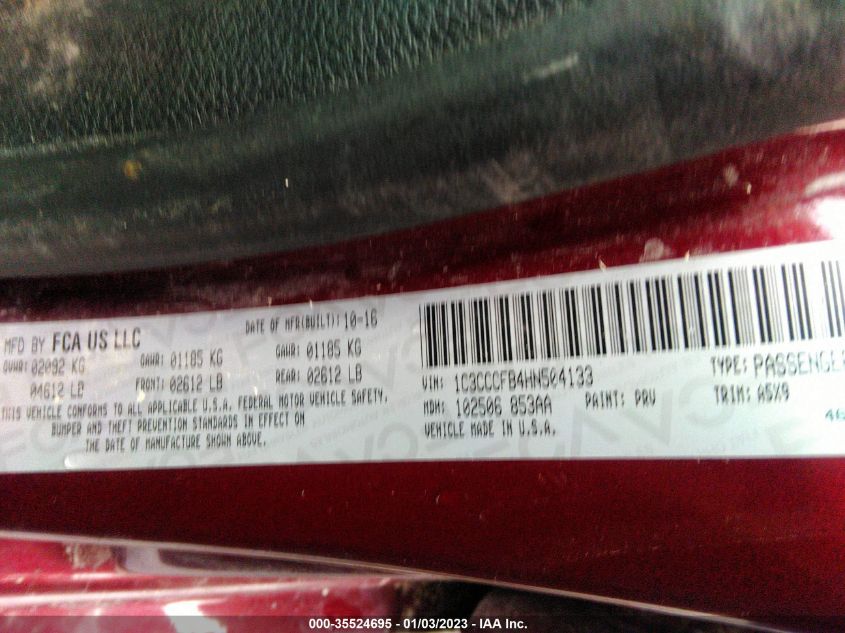 MFD BY FCA US LLC
DATE OF MFR(BUILT): 10-16
GVWR: 02092 KG
GAWR: 01185 KG
GAWR: 01185 KG
04612 LB
FRONT: 02612 LB
REAR: 02612 LB
THIS VEHICLE CONFORMS TO ALL APPLICABLE U.S.A. FEDERAL MOTOR VEHICLE SAFETY,
BUMPER AND THEFT PREVENTION STANDARDS IN EFFECT ON
THE DATE OF MANUFACTURE SHOWN ABOVE.
VIN: 1C3CCCFB4HN504133
TYPE: PASSENGER
MDH: 102506 853AA
PAINT: PRV
TRIM: A5X9
VEHICLE MADE IN U.S.A.
46
000-35524695 - 01/03/2023 - IAA Inc.